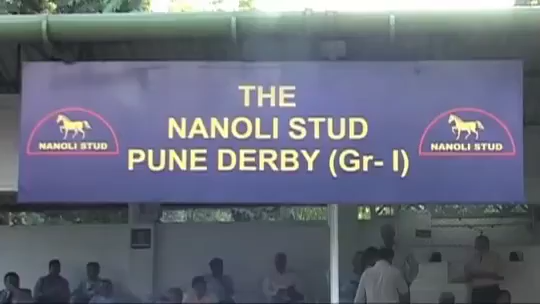 THE
NANOLI STUD
PUNE DERBY (Gr- I)
NANOLI STUD
NANOLI STUD